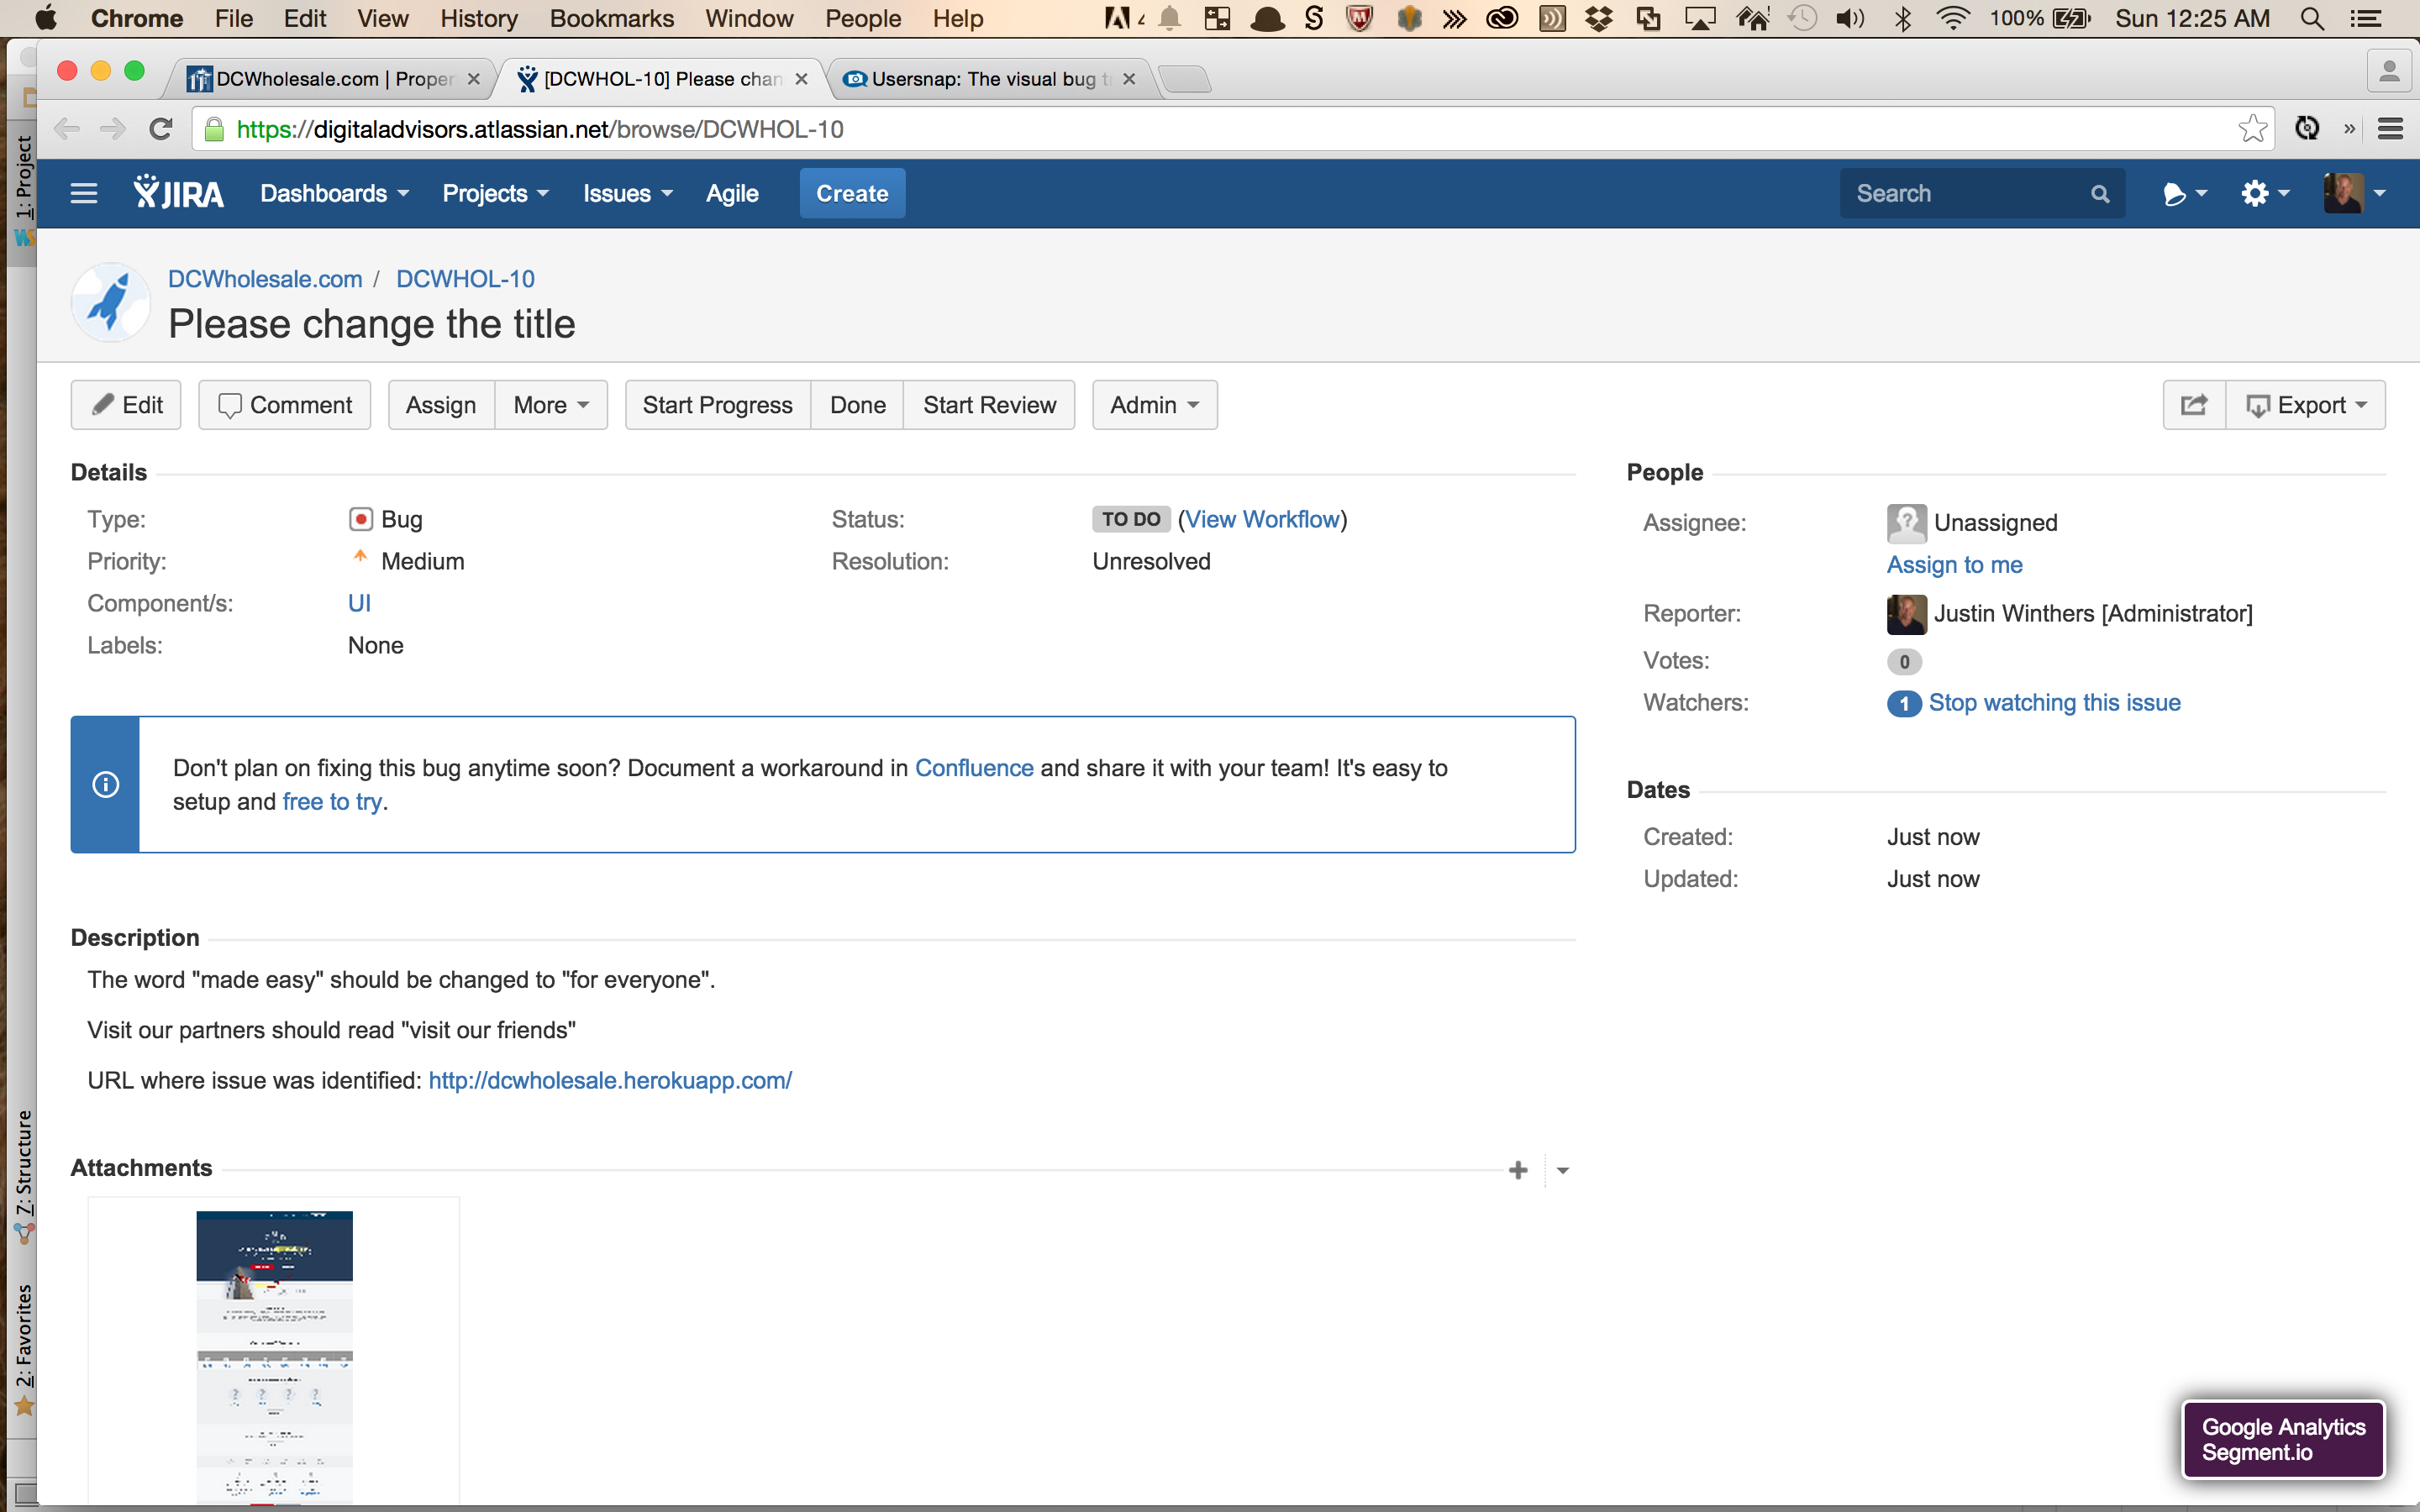 Chrome File Edit View History Bookmarks Window People Help 100% Sun 12:25 AM
DCWholesale.com | Proper [DCWHOL-10] Please chan Usersnap: The visual bug t
https://digitaladvisors.atlassian.net/browse/DCWHOL-10
1: Project
JIRA Dashboards Projects Issues Agile Create Search
DCWholesale.com / DCWHOL-10
Please change the title
Edit Comment Assign More Start Progress Done Start Review Admin Export
Details
Type: Bug Status: TO DO (View Workflow)
Priority: Medium Resolution: Unresolved
Component/s: UI
Labels: None
People
Assignee: Unassigned
Assign to me
Reporter: Justin Winthers [Administrator]
Votes: 0
Watchers: 1 Stop watching this issue
Don't plan on fixing this bug anytime soon? Document a workaround in Confluence and share it with your team! It's easy to
setup and free to try.
Dates
Created: Just now
Updated: Just now
Description
The word "made easy" should be changed to "for everyone".
Visit our partners should read "visit our friends"
URL where issue was identified: http://dcwholesale.herokuapp.com/
7: Structure
Attachments
2: Favorites
Google Analytics
Segment.io